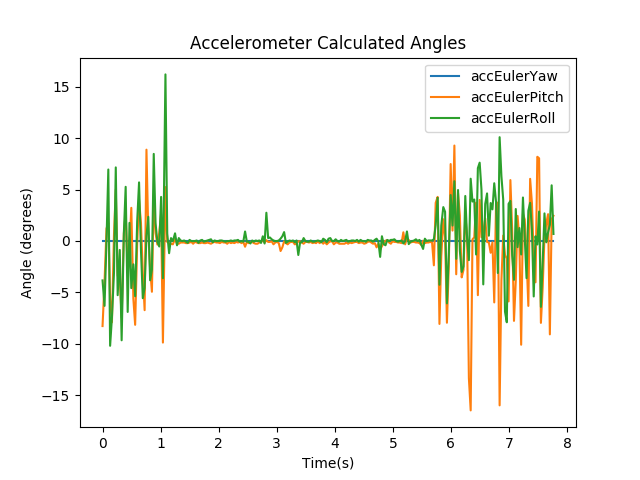 Accelerometer Calculated Angles
accEulerYaw
accEulerPitch
accEulerRoll
Angle (degrees)
15
10
5
0
−5
−10
−15
0 1 2 3 4 5 6 7 8
Time(s)